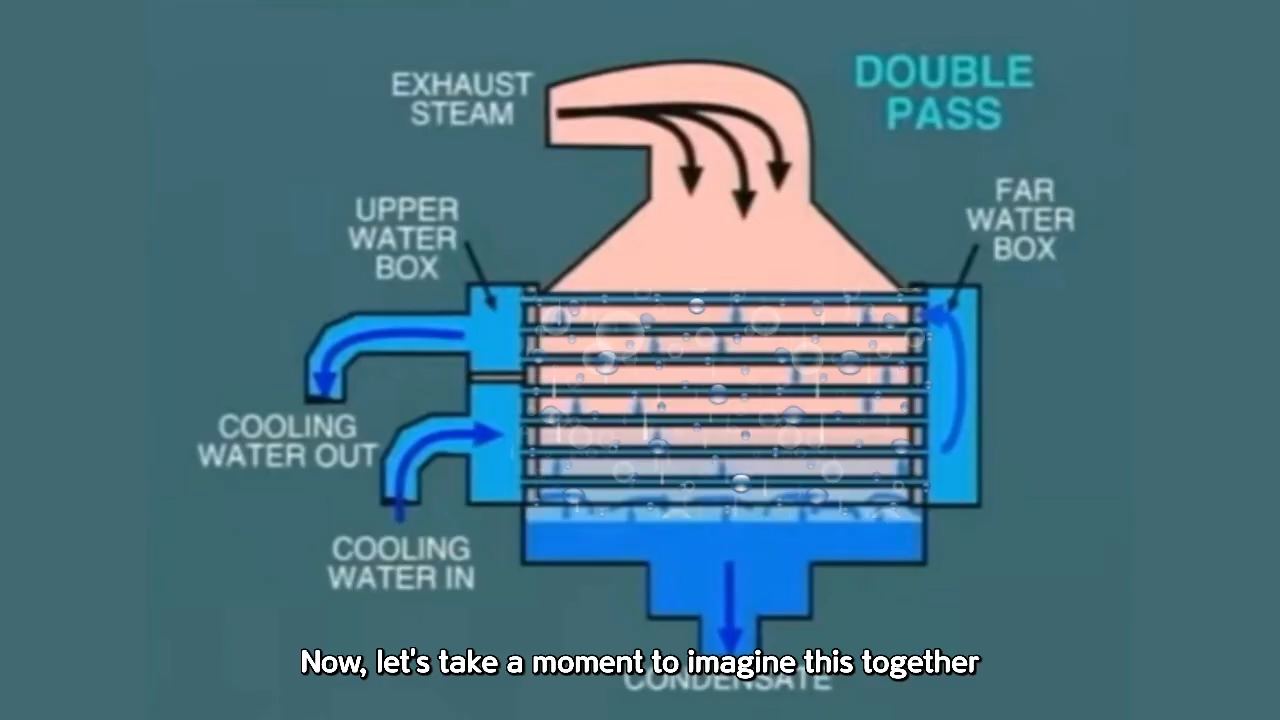 EXHAUST
STEAM
DOUBLE
PASS
UPPER
WATER
BOX
FAR
WATER
BOX
COOLING
WATER OUT
COOLING
WATER IN
Now, let's take a moment to imagine this together
CONDENSATE